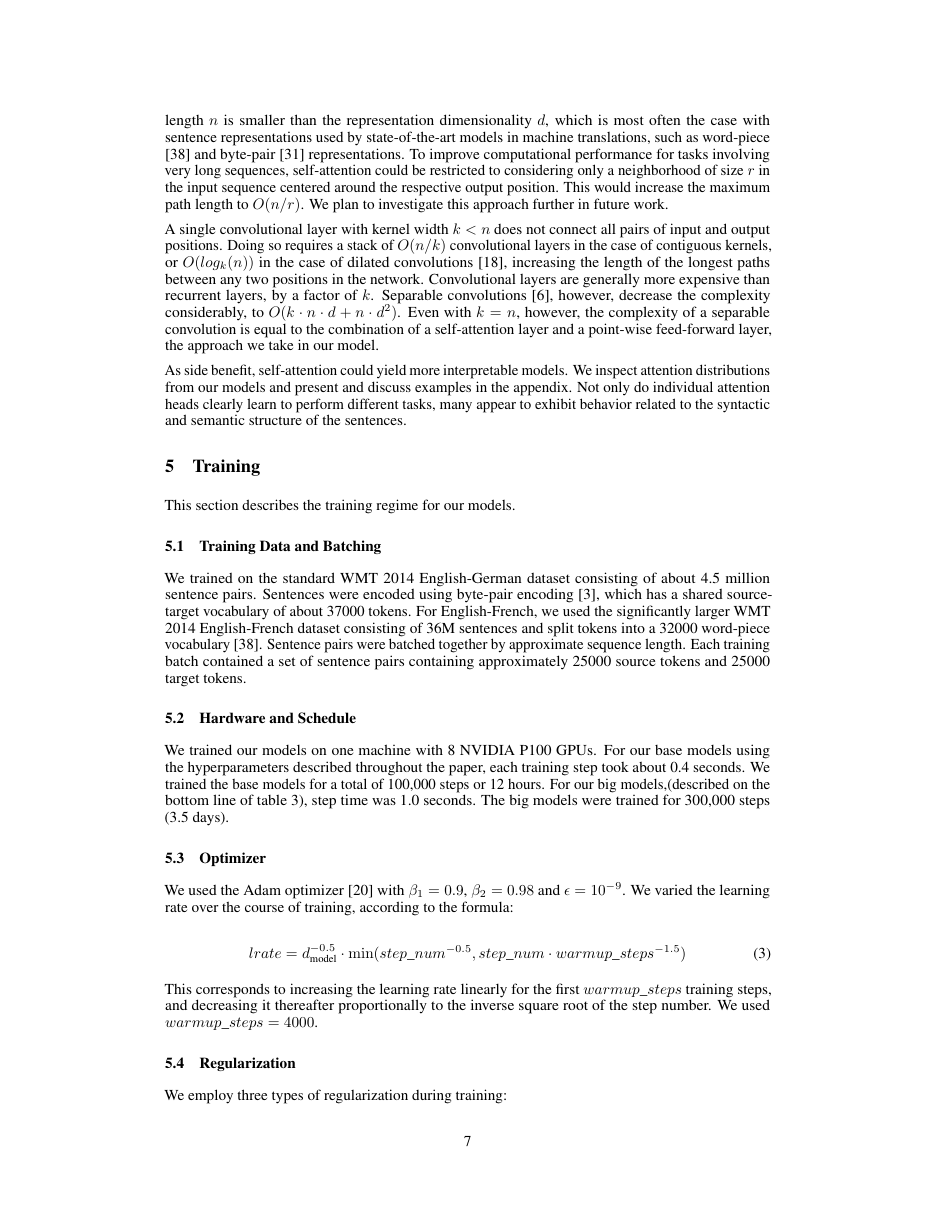 length n is smaller than the representation dimensionality d, which is most often the case with
sentence representations used by state-of-the-art models in machine translations, such as word-piece
[38] and byte-pair [31] representations. To improve computational performance for tasks involving
very long sequences, self-attention could be restricted to considering only a neighborhood of size r in
the input sequence centered around the respective output position. This would increase the maximum
path length to O(n/r). We plan to investigate this approach further in future work.
A single convolutional layer with kernel width k < n does not connect all pairs of input and output
positions. Doing so requires a stack of O(n/k) convolutional layers in the case of contiguous kernels,
or O(logₖ(n)) in the case of dilated convolutions [18], increasing the length of the longest paths
between any two positions in the network. Convolutional layers are generally more expensive than
recurrent layers, by a factor of k. Separable convolutions [6], however, decrease the complexity
considerably, to O(k · n · d + n · d²). Even with k = n, however, the complexity of a separable
convolution is equal to the combination of a self-attention layer and a point-wise feed-forward layer,
the approach we take in our model.
As side benefit, self-attention could yield more interpretable models. We inspect attention distributions
from our models and present and discuss examples in the appendix. Not only do individual attention
heads clearly learn to perform different tasks, many appear to exhibit behavior related to the syntactic
and semantic structure of the sentences.
5 Training
This section describes the training regime for our models.
5.1 Training Data and Batching
We trained on the standard WMT 2014 English-German dataset consisting of about 4.5 million
sentence pairs. Sentences were encoded using byte-pair encoding [3], which has a shared source-
target vocabulary of about 37000 tokens. For English-French, we used the significantly larger WMT
2014 English-French dataset consisting of 36M sentences and split tokens into a 32000 word-piece
vocabulary [38]. Sentence pairs were batched together by approximate sequence length. Each training
batch contained a set of sentence pairs containing approximately 25000 source tokens and 25000
target tokens.
5.2 Hardware and Schedule
We trained our models on one machine with 8 NVIDIA P100 GPUs. For our base models using
the hyperparameters described throughout the paper, each training step took about 0.4 seconds. We
trained the base models for a total of 100,000 steps or 12 hours. For our big models,(described on the
bottom line of table 3), step time was 1.0 seconds. The big models were trained for 300,000 steps
(3.5 days).
5.3 Optimizer
We used the Adam optimizer [20] with β₁ = 0.9, β₂ = 0.98 and ϵ = 10⁻⁹. We varied the learning
rate over the course of training, according to the formula:
lrate = d_model^−0.5 · min(step_num^−0.5, step_num · warmup_steps^−1.5) (3)
This corresponds to increasing the learning rate linearly for the first warmup_steps training steps,
and decreasing it thereafter proportionally to the inverse square root of the step number. We used
warmup_steps = 4000.
5.4 Regularization
We employ three types of regularization during training:
7